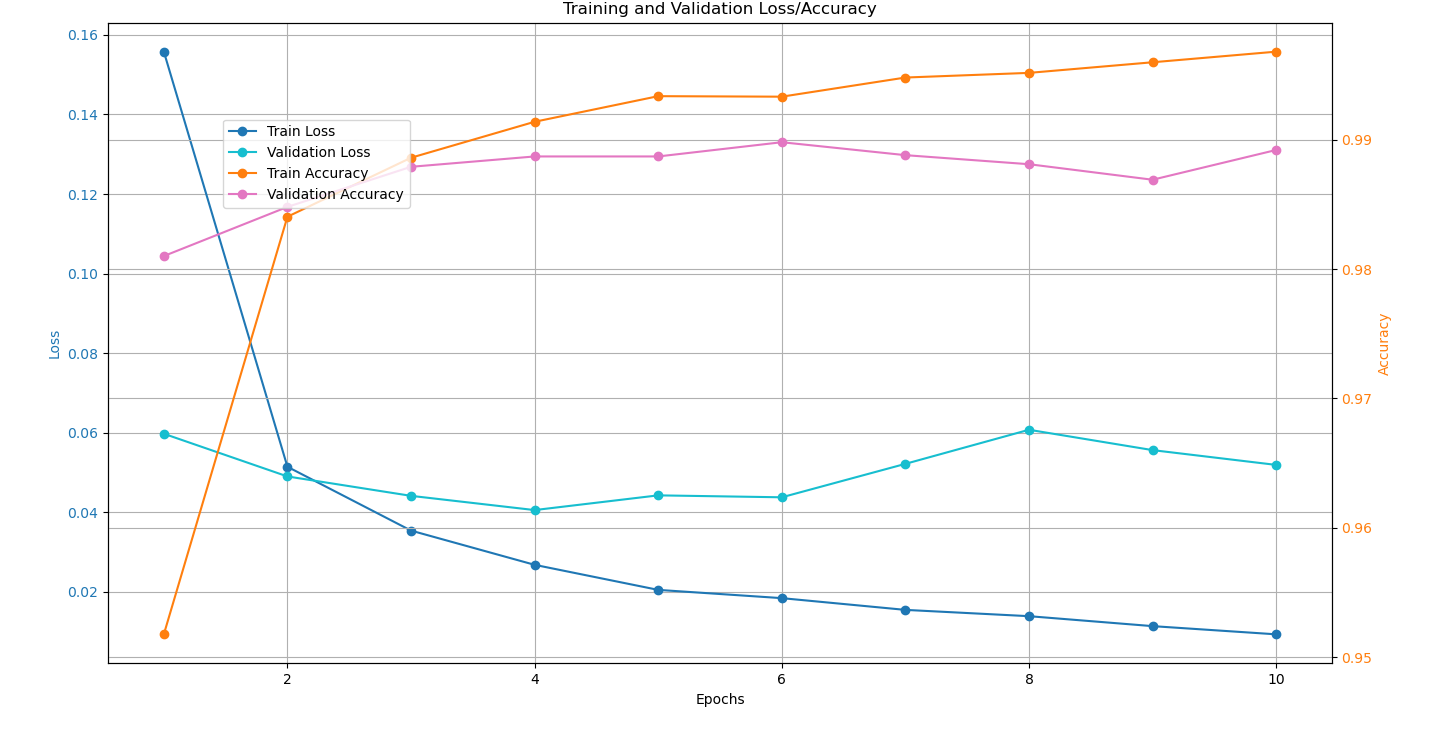 Training and Validation Loss/Accuracy
0.16
0.14
0.12
0.10
0.08
0.06
0.04
0.02
Loss
Train Loss
Validation Loss
Train Accuracy
Validation Accuracy
0.99
0.98
0.97
0.96
0.95
Accuracy
2 4 6 8 10
Epochs